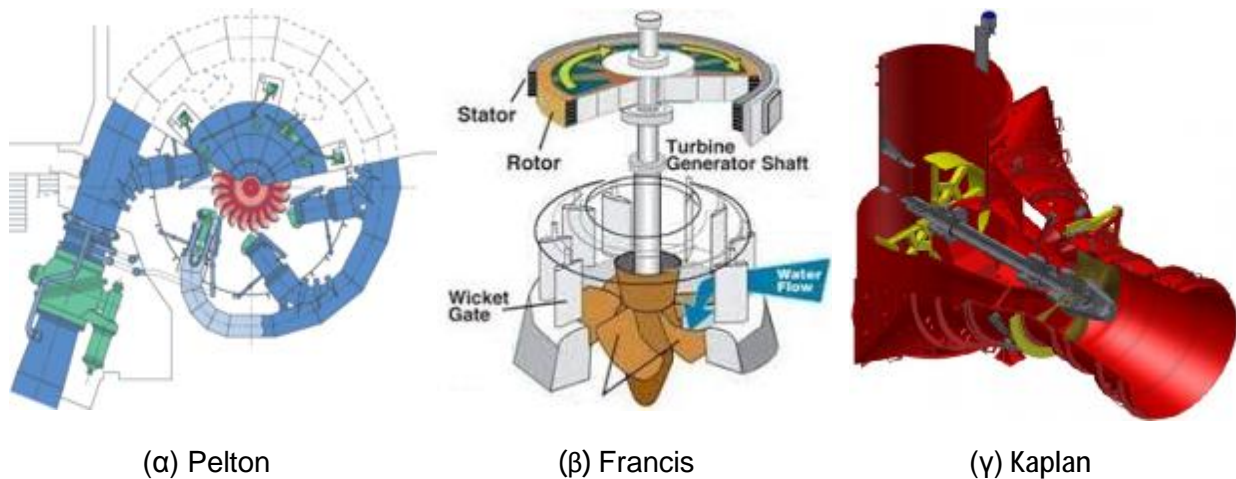 Stator
Rotor
Turbine
Generator Shaft
Wicket
Gate
Water
Flow
(α) Pelton
(β) Francis
(γ) Kaplan